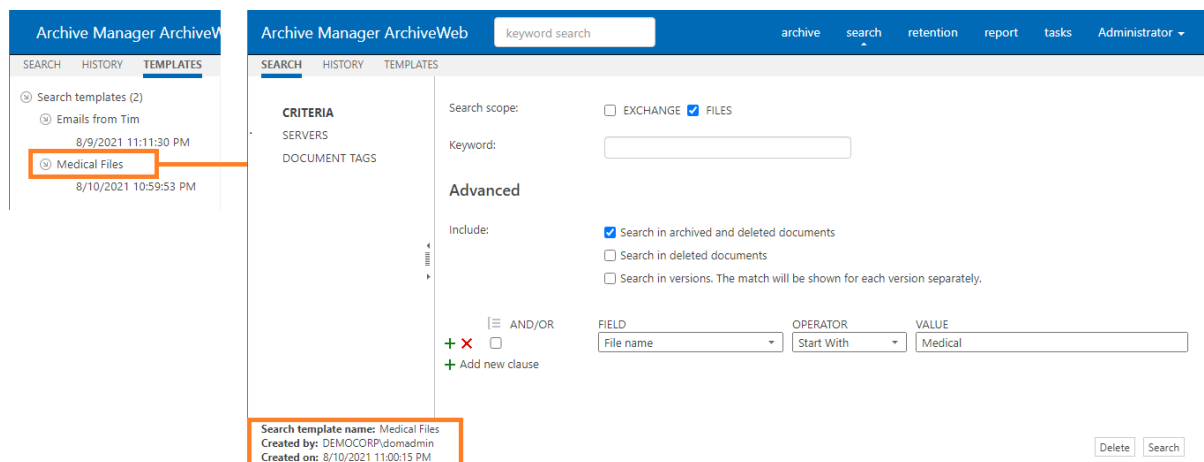 Archive Manager ArchiveW
SEARCH HISTORY TEMPLATES
Search templates (2)
Emails from Tim
8/9/2021 11:11:30 PM
Medical Files
8/10/2021 10:59:53 PM
Archive Manager ArchiveWeb keyword search archive search retention report tasks Administrator
SEARCH HISTORY TEMPLATES
CRITERIA
SERVERS
DOCUMENT TAGS
Search scope: EXCHANGE FILES
Keyword:
Advanced
Include: Search in archived and deleted documents
Search in deleted documents
Search in versions. The match will be shown for each version separately.
AND/OR FIELD OPERATOR VALUE
File name Start With Medical
Add new clause
Search template name: Medical Files
Created by: DEMOCORP\domadmin
Created on: 8/10/2021 11:00:15 PM
Delete Search